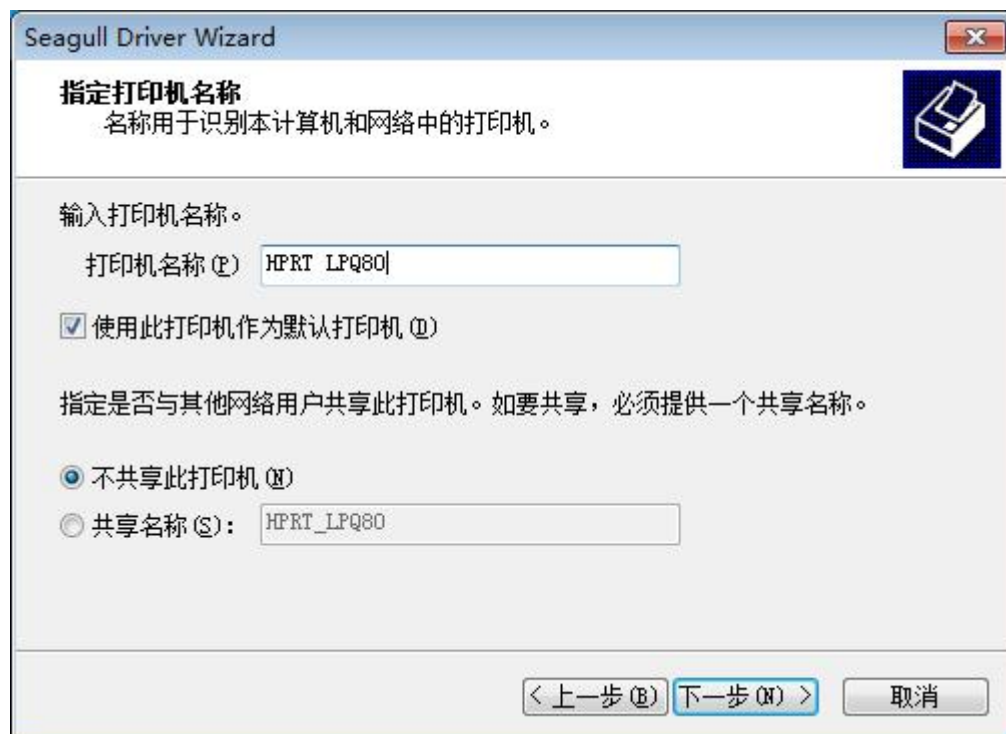 Seagull Driver Wizard
指定打印机名称
名称用于识别本计算机和网络中的打印机。
输入打印机名称。
打印机名称(P) HPRT LPQ80
使用此打印机作为默认打印机(D)
指定是否与其他网络用户共享此打印机。如要共享，必须提供一个共享名称。
不共享此打印机(N)
共享名称(S)： HPRT_LPQ80
< 上一步(B) 下一步(N) > 取消